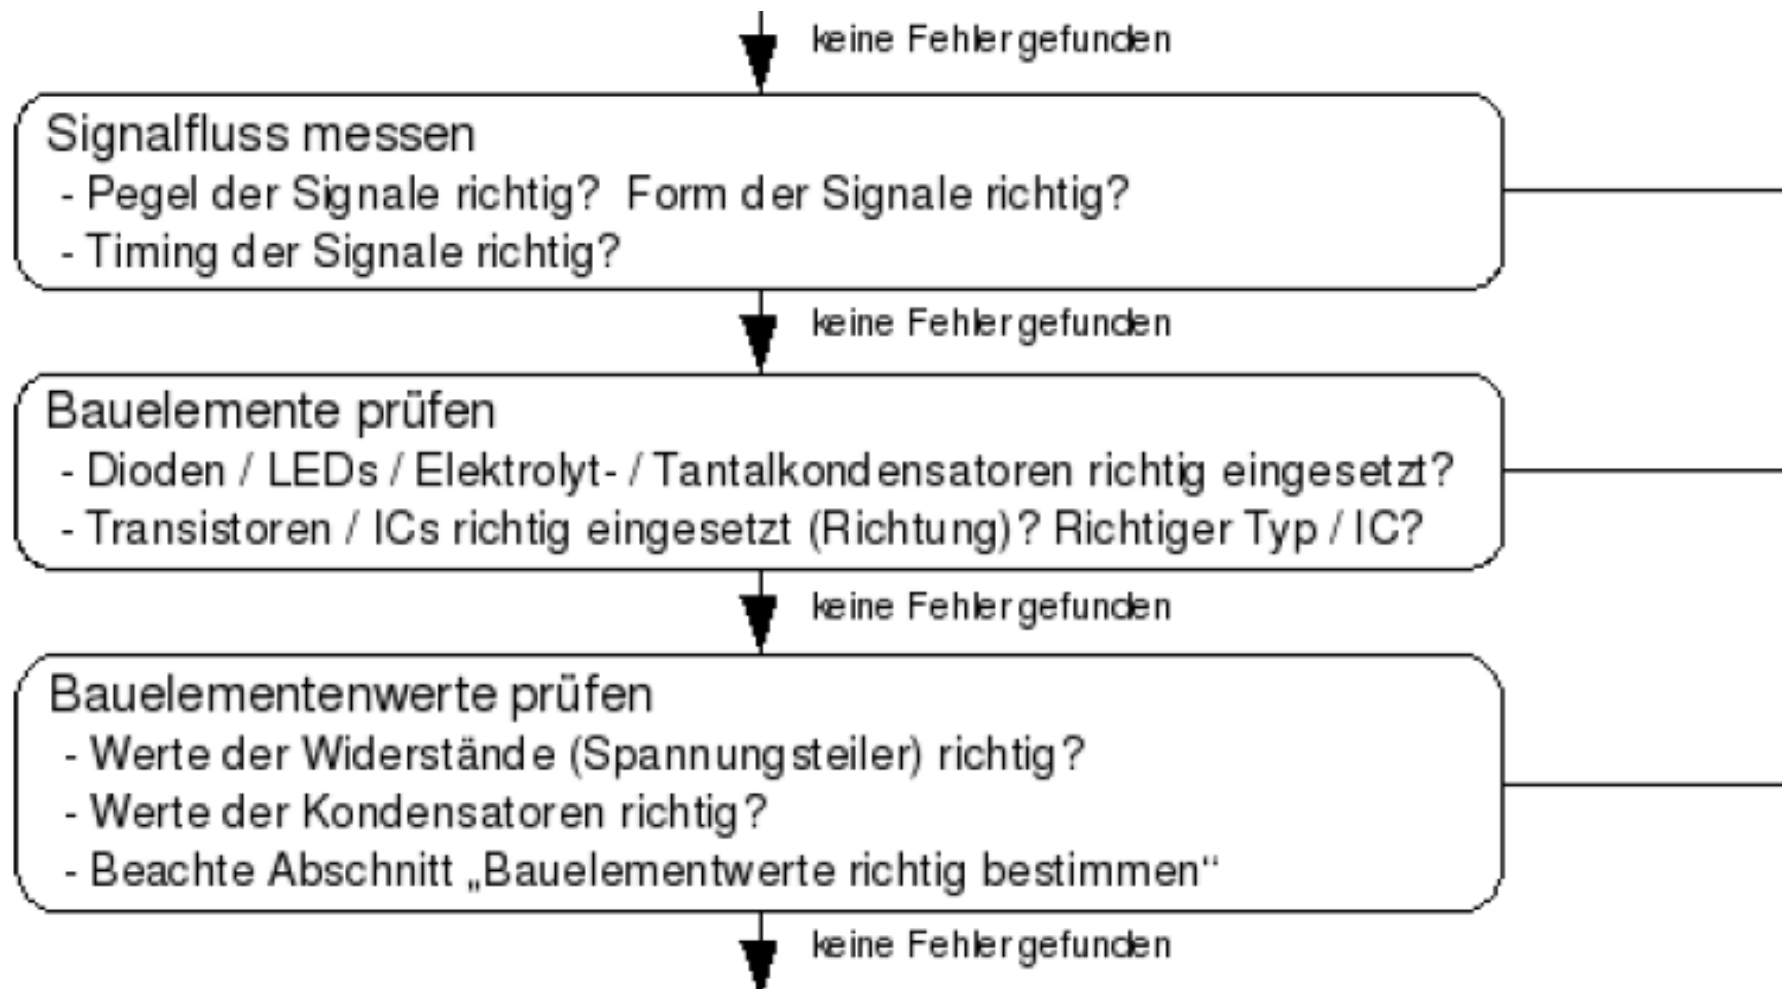 keine Fehler gefunden
Signalfluss messen
- Pegel der Signale richtig?  Form der Signale richtig?
- Timing der Signale richtig?
keine Fehler gefunden
Bauelemente prüfen
- Dioden / LEDs / Elektrolyt- / Tantalkondensatoren richtig eingesetzt?
- Transistoren / ICs richtig eingesetzt (Richtung)? Richtiger Typ / IC?
keine Fehler gefunden
Bauelementenwerte prüfen
- Werte der Widerstände (Spannungsteiler) richtig?
- Werte der Kondensatoren richtig?
- Beachte Abschnitt „Bauelementwerte richtig bestimmen“
keine Fehler gefunden